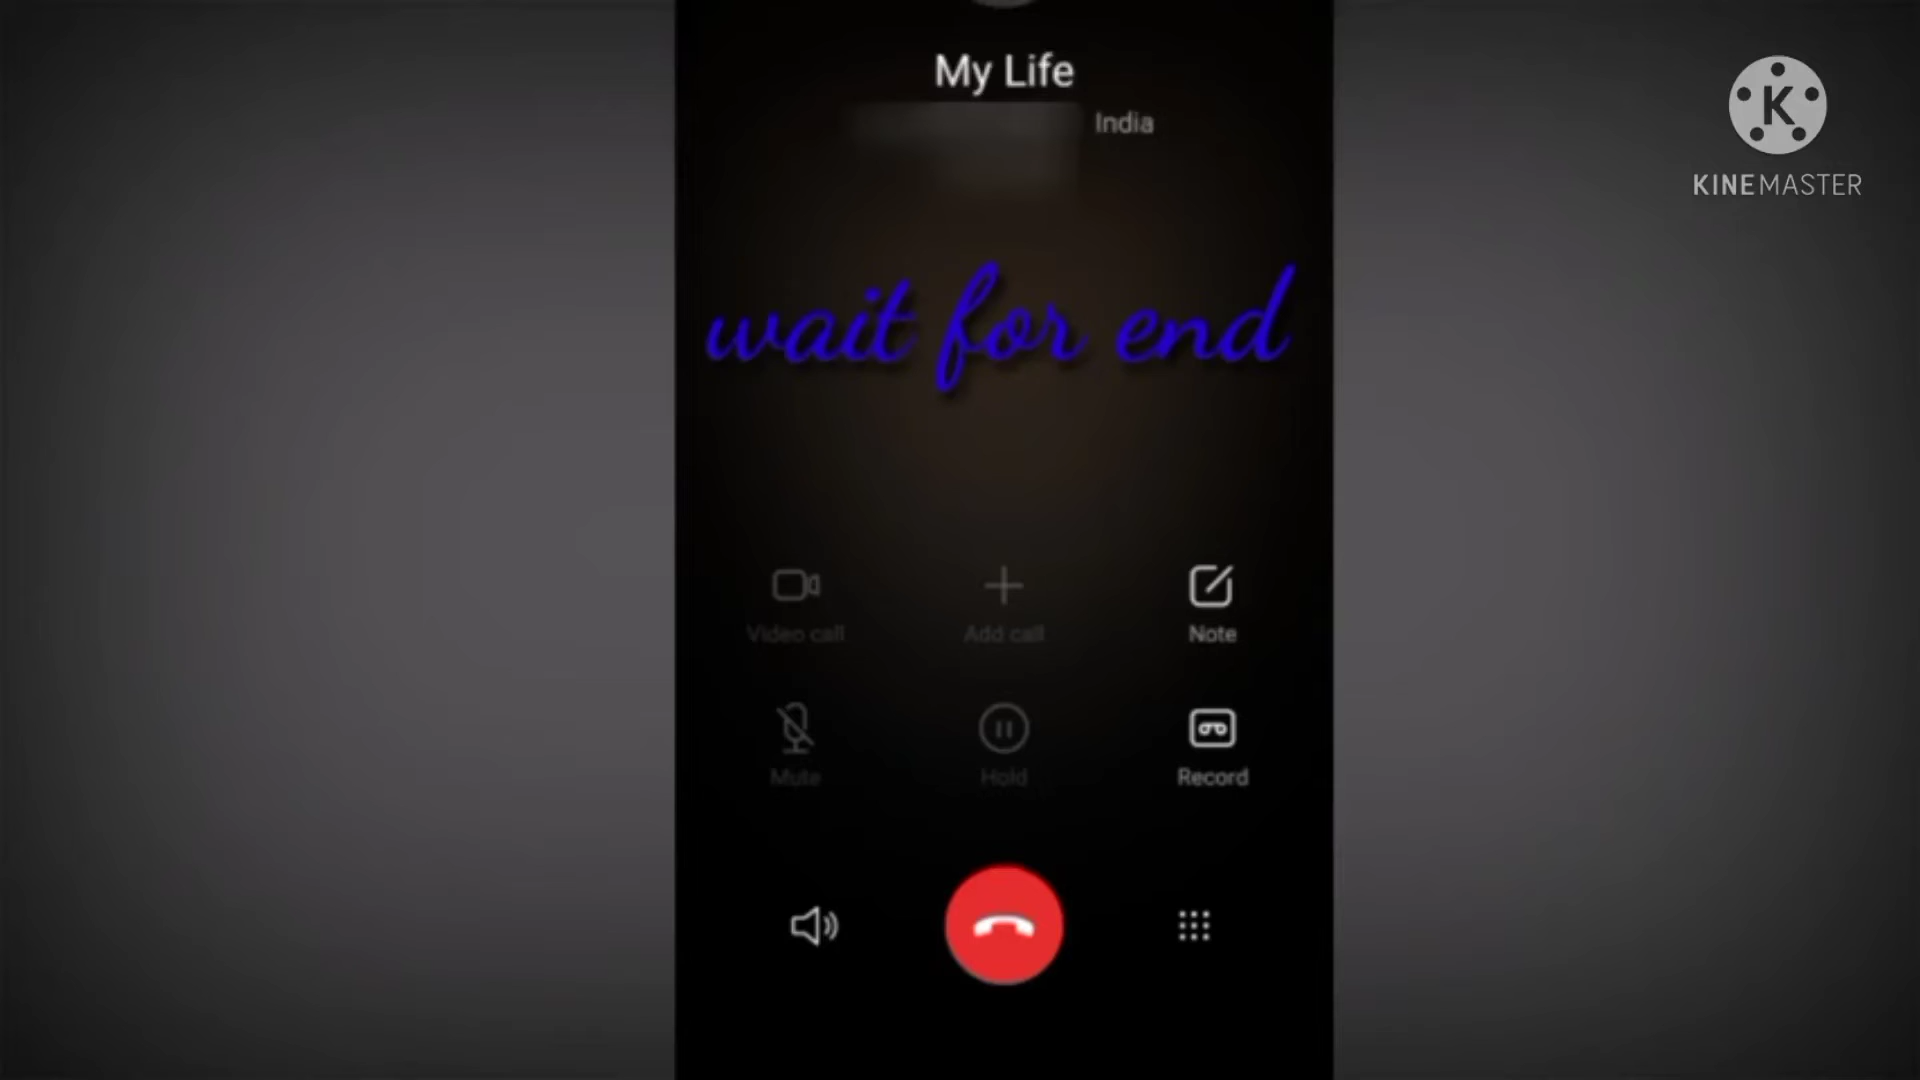 My Life
India
K
KINEMASTER
wait for end
Video call
Add call
Note
Mute
Hold
Record